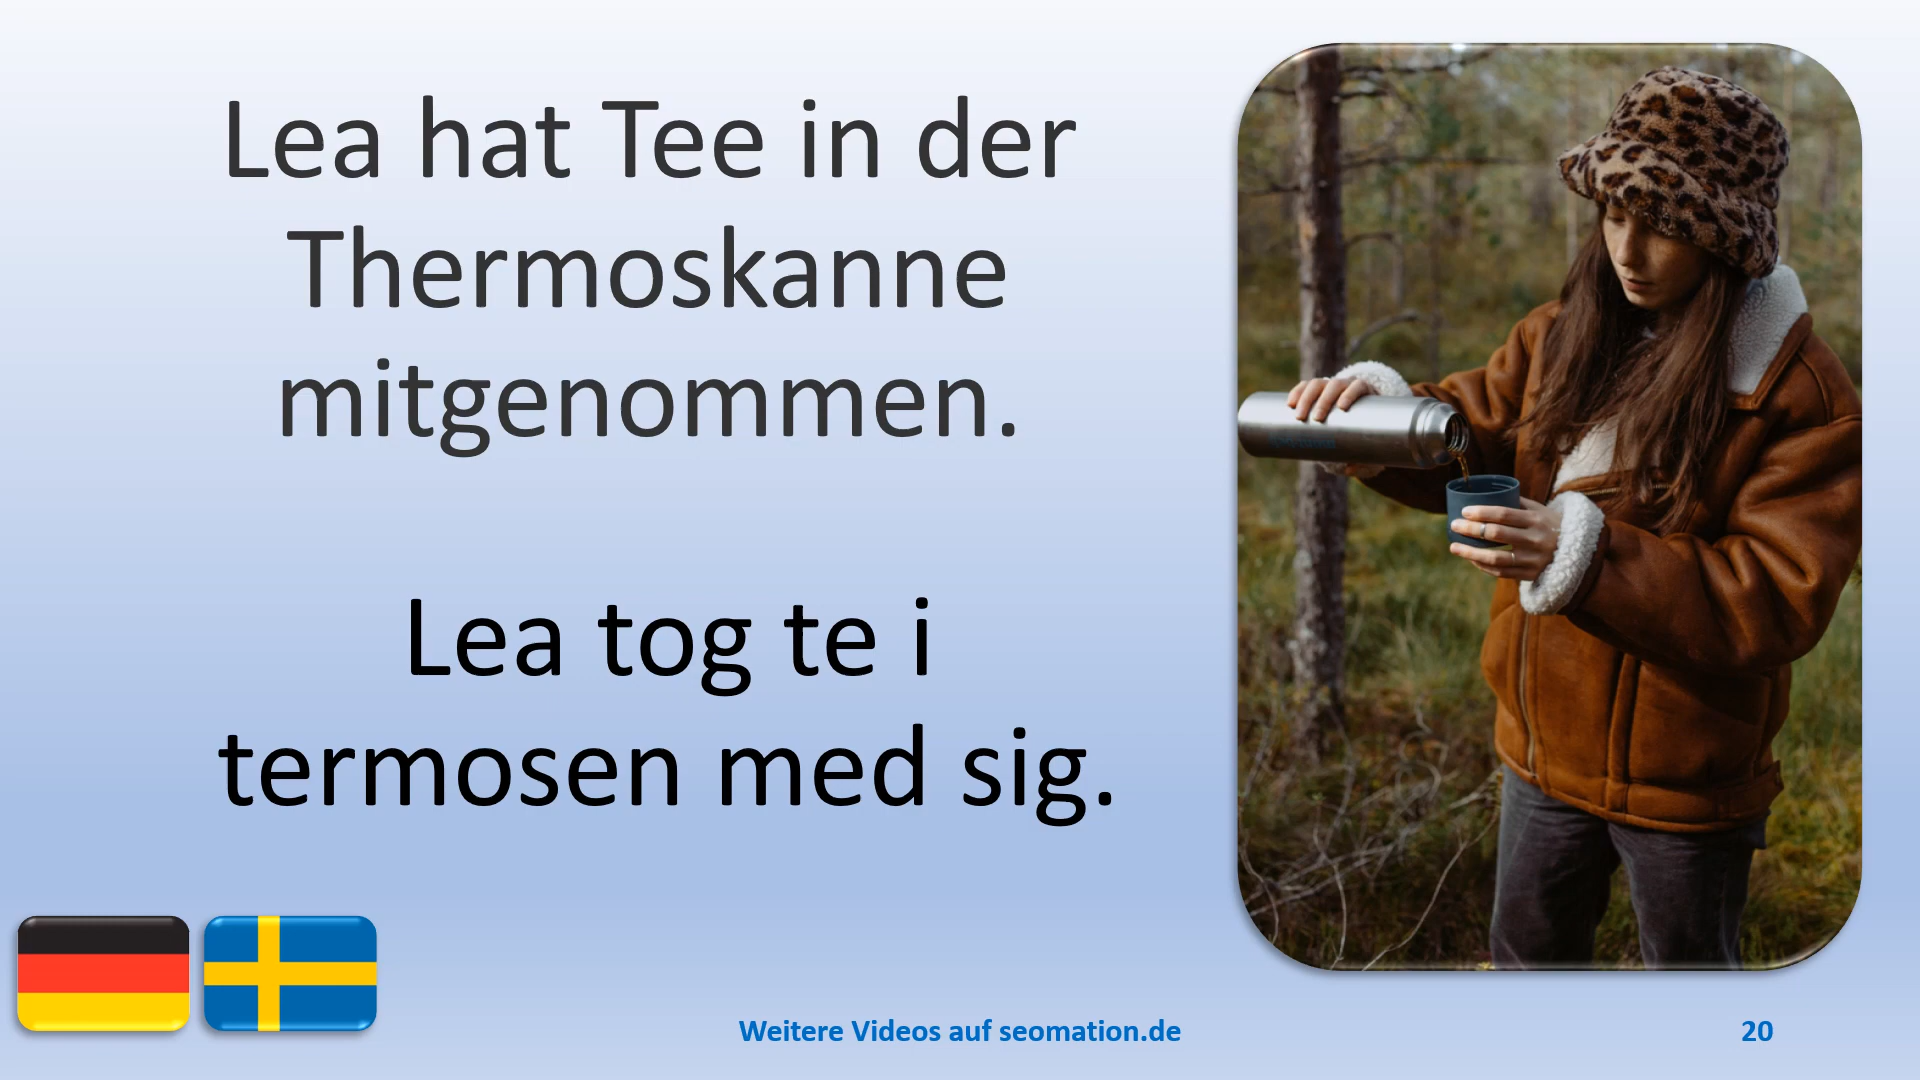 Lea hat Tee in der
Thermoskanne
mitgenommen.
Lea tog te i
termosen med sig.
Weitere Videos auf seomation.de
20